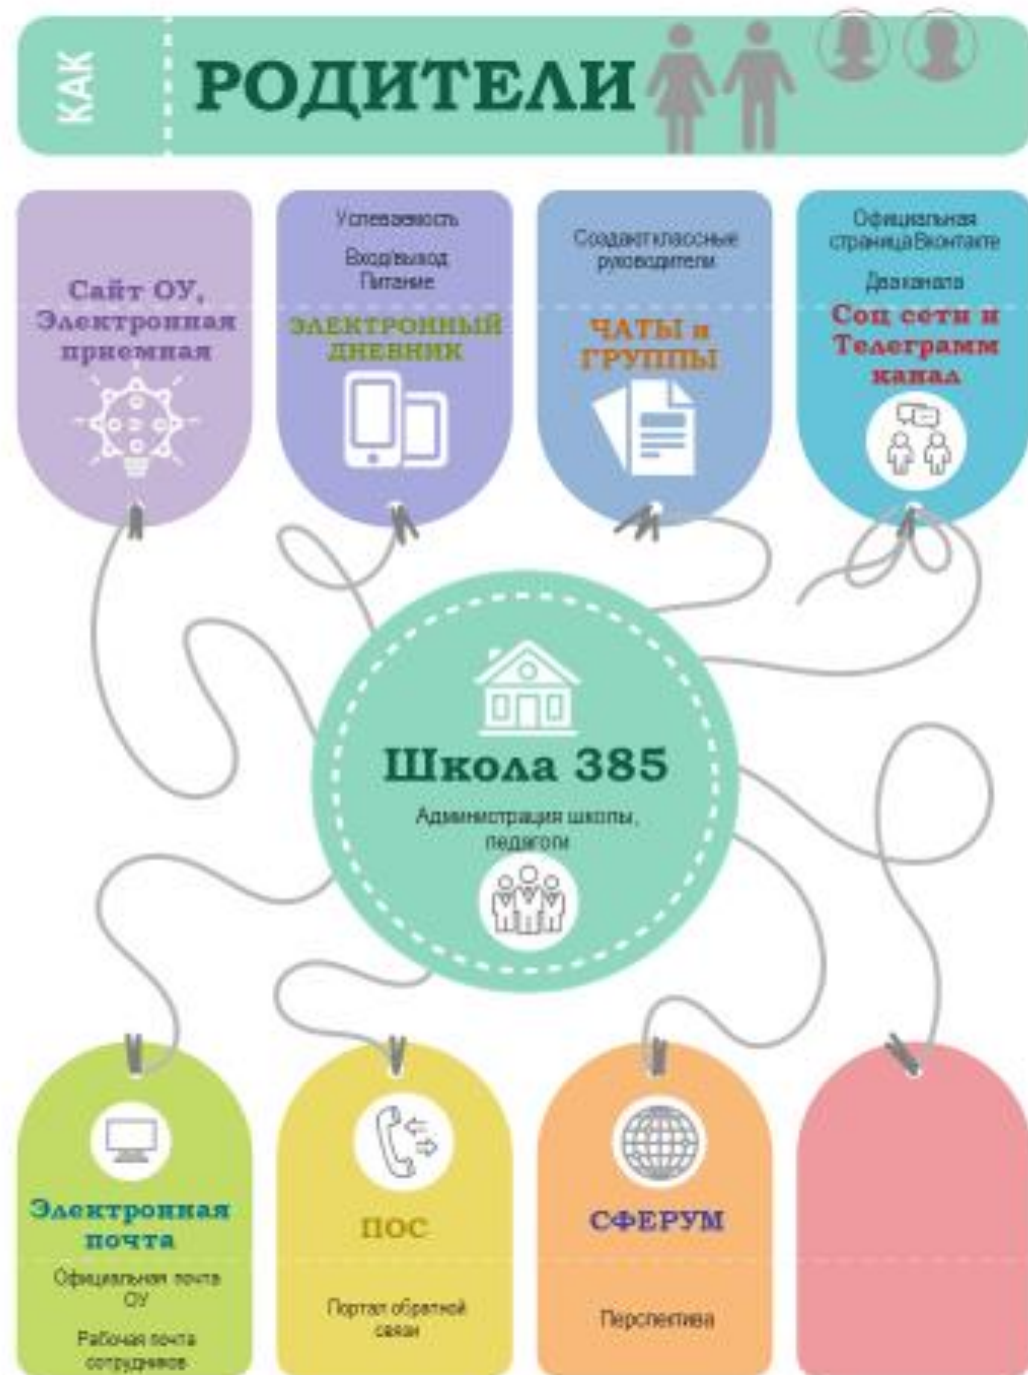 КАК
РОДИТЕЛИ
Сайт ОУ,
Электронная
приемная
Успеваемость
Вход/выход
Питание
ЭЛЕКТРОННЫЙ
ДНЕВНИК
Создают классные
руководители
ЧАТЫ и
ГРУППЫ
Официальная
страница Вконтакте
Два канала
Соц сети и
Телеграмм
канал
Школа 385
Администрация школы,
педагоги
Электронная
почта
Официальная почта
ОУ
Рабочая почта
сотрудников
ПОС
Портал обратной
связи
СФЕРУМ
Перспектива